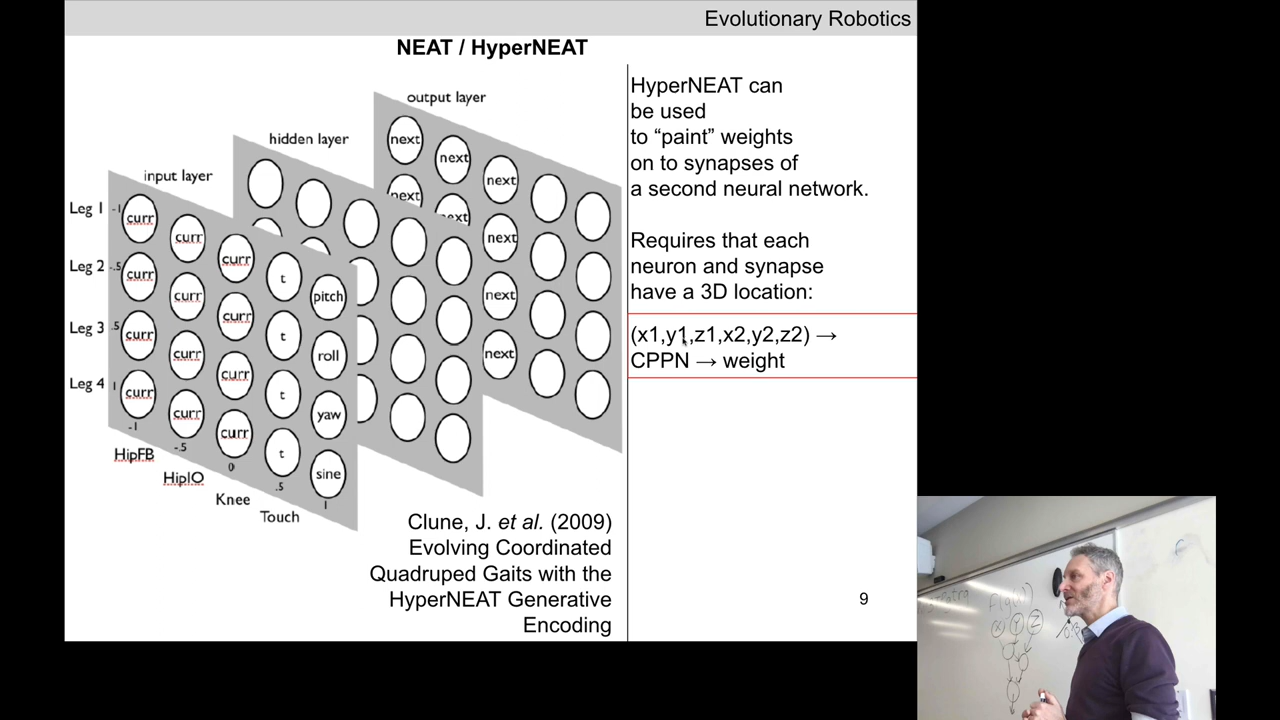 Evolutionary Robotics
NEAT / HyperNEAT
output layer
hidden layer
input layer
next
next
next
next
next
next
next
next
Leg 1
-1
Leg 2
-.5
Leg 3
.5
Leg 4
1
curr
curr
curr
t
pitch
curr
curr
curr
t
roll
curr
curr
curr
t
yaw
curr
curr
curr
t
sine
-1
-.5
0
.5
1
HipFB
HipIO
Knee
Touch
Clune, J. et al. (2009)
Evolving Coordinated
Quadruped Gaits with the
HyperNEAT Generative
Encoding
HyperNEAT can
be used
to “paint” weights
on to synapses of
a second neural network.
Requires that each
neuron and synapse
have a 3D location:
(x1,y1,z1,x2,y2,z2) →
CPPN → weight
9
X Y Z